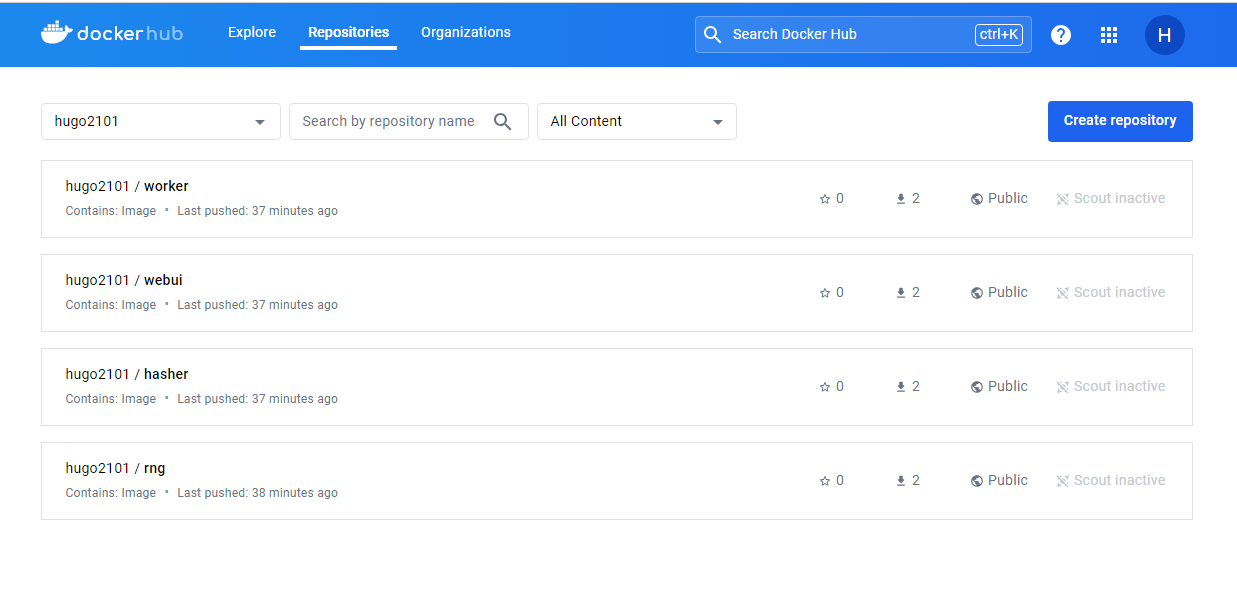 dockerhub Explore Repositories Organizations Search Docker Hub ctrl+K ? H
hugo2101 Search by repository name All Content Create repository
hugo2101 / worker
Contains: Image • Last pushed: 37 minutes ago
0 2 Public Scout inactive
hugo2101 / webui
Contains: Image • Last pushed: 37 minutes ago
0 2 Public Scout inactive
hugo2101 / hasher
Contains: Image • Last pushed: 37 minutes ago
0 2 Public Scout inactive
hugo2101 / rng
Contains: Image • Last pushed: 38 minutes ago
0 2 Public Scout inactive